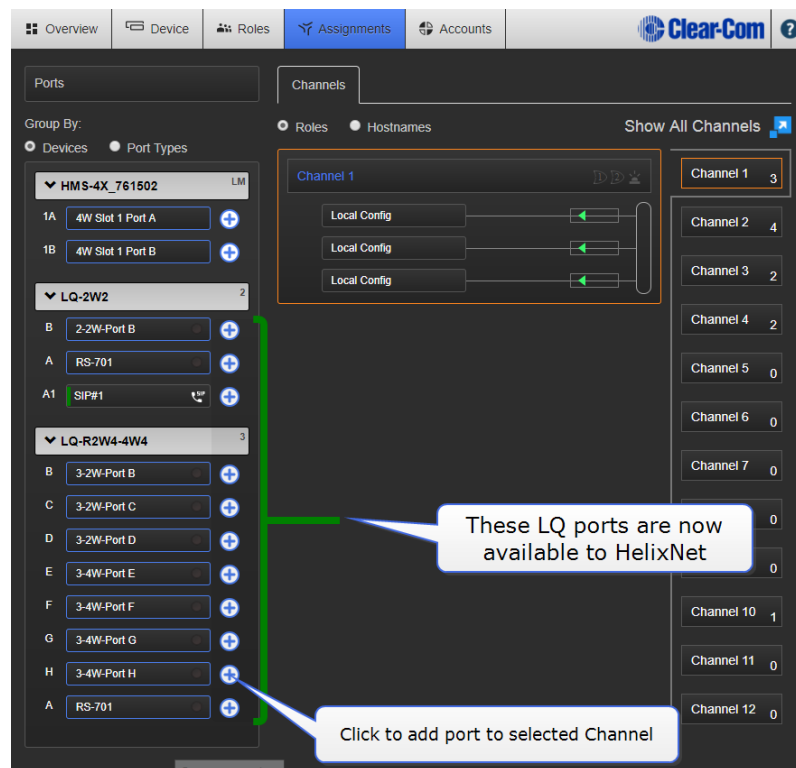 Overview Device Roles Assignments Accounts Clear-Com ?
Ports
Channels
Group By:
Devices Port Types
Roles Hostnames
Show All Channels
HMS-4X_761502 LM
1A 4W Slot 1 Port A
1B 4W Slot 1 Port B
LQ-2W2 2
B 2-2W-Port B
A RS-701
A1 SIP#1 SIP
LQ-R2W4-4W4 3
B 3-2W-Port B
C 3-2W-Port C
D 3-2W-Port D
E 3-4W-Port E
F 3-4W-Port F
G 3-4W-Port G
H 3-4W-Port H
A RS-701
Channel 1
Local Config
Local Config
Local Config
These LQ ports are now
available to HelixNet
Click to add port to selected Channel
Channel 1 3
Channel 2 4
Channel 3 2
Channel 4 2
Channel 5 0
Channel 6 0
Channel 7 0
0
0
Channel 10 1
Channel 11 0
Channel 12 0